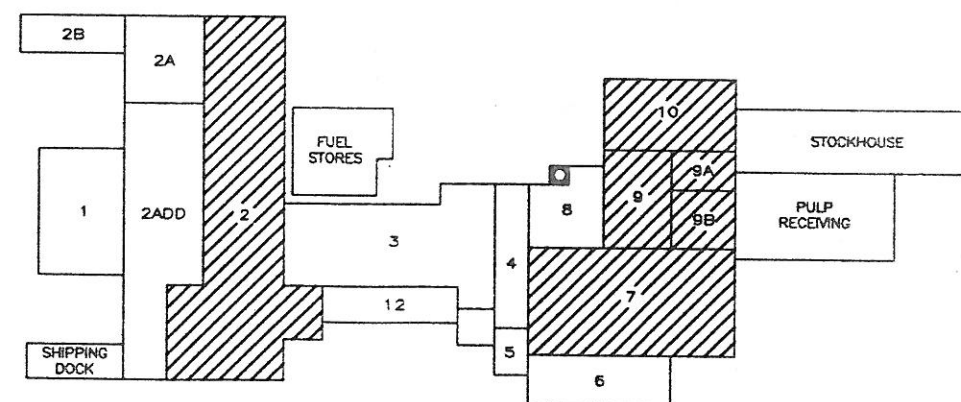 2B
2A
FUEL
STORES
10
STOCKHOUSE
9A
1
2ADD
2
3
4
8
9
9B
PULP
RECEIVING
12
7
SHIPPING
DOCK
5
6